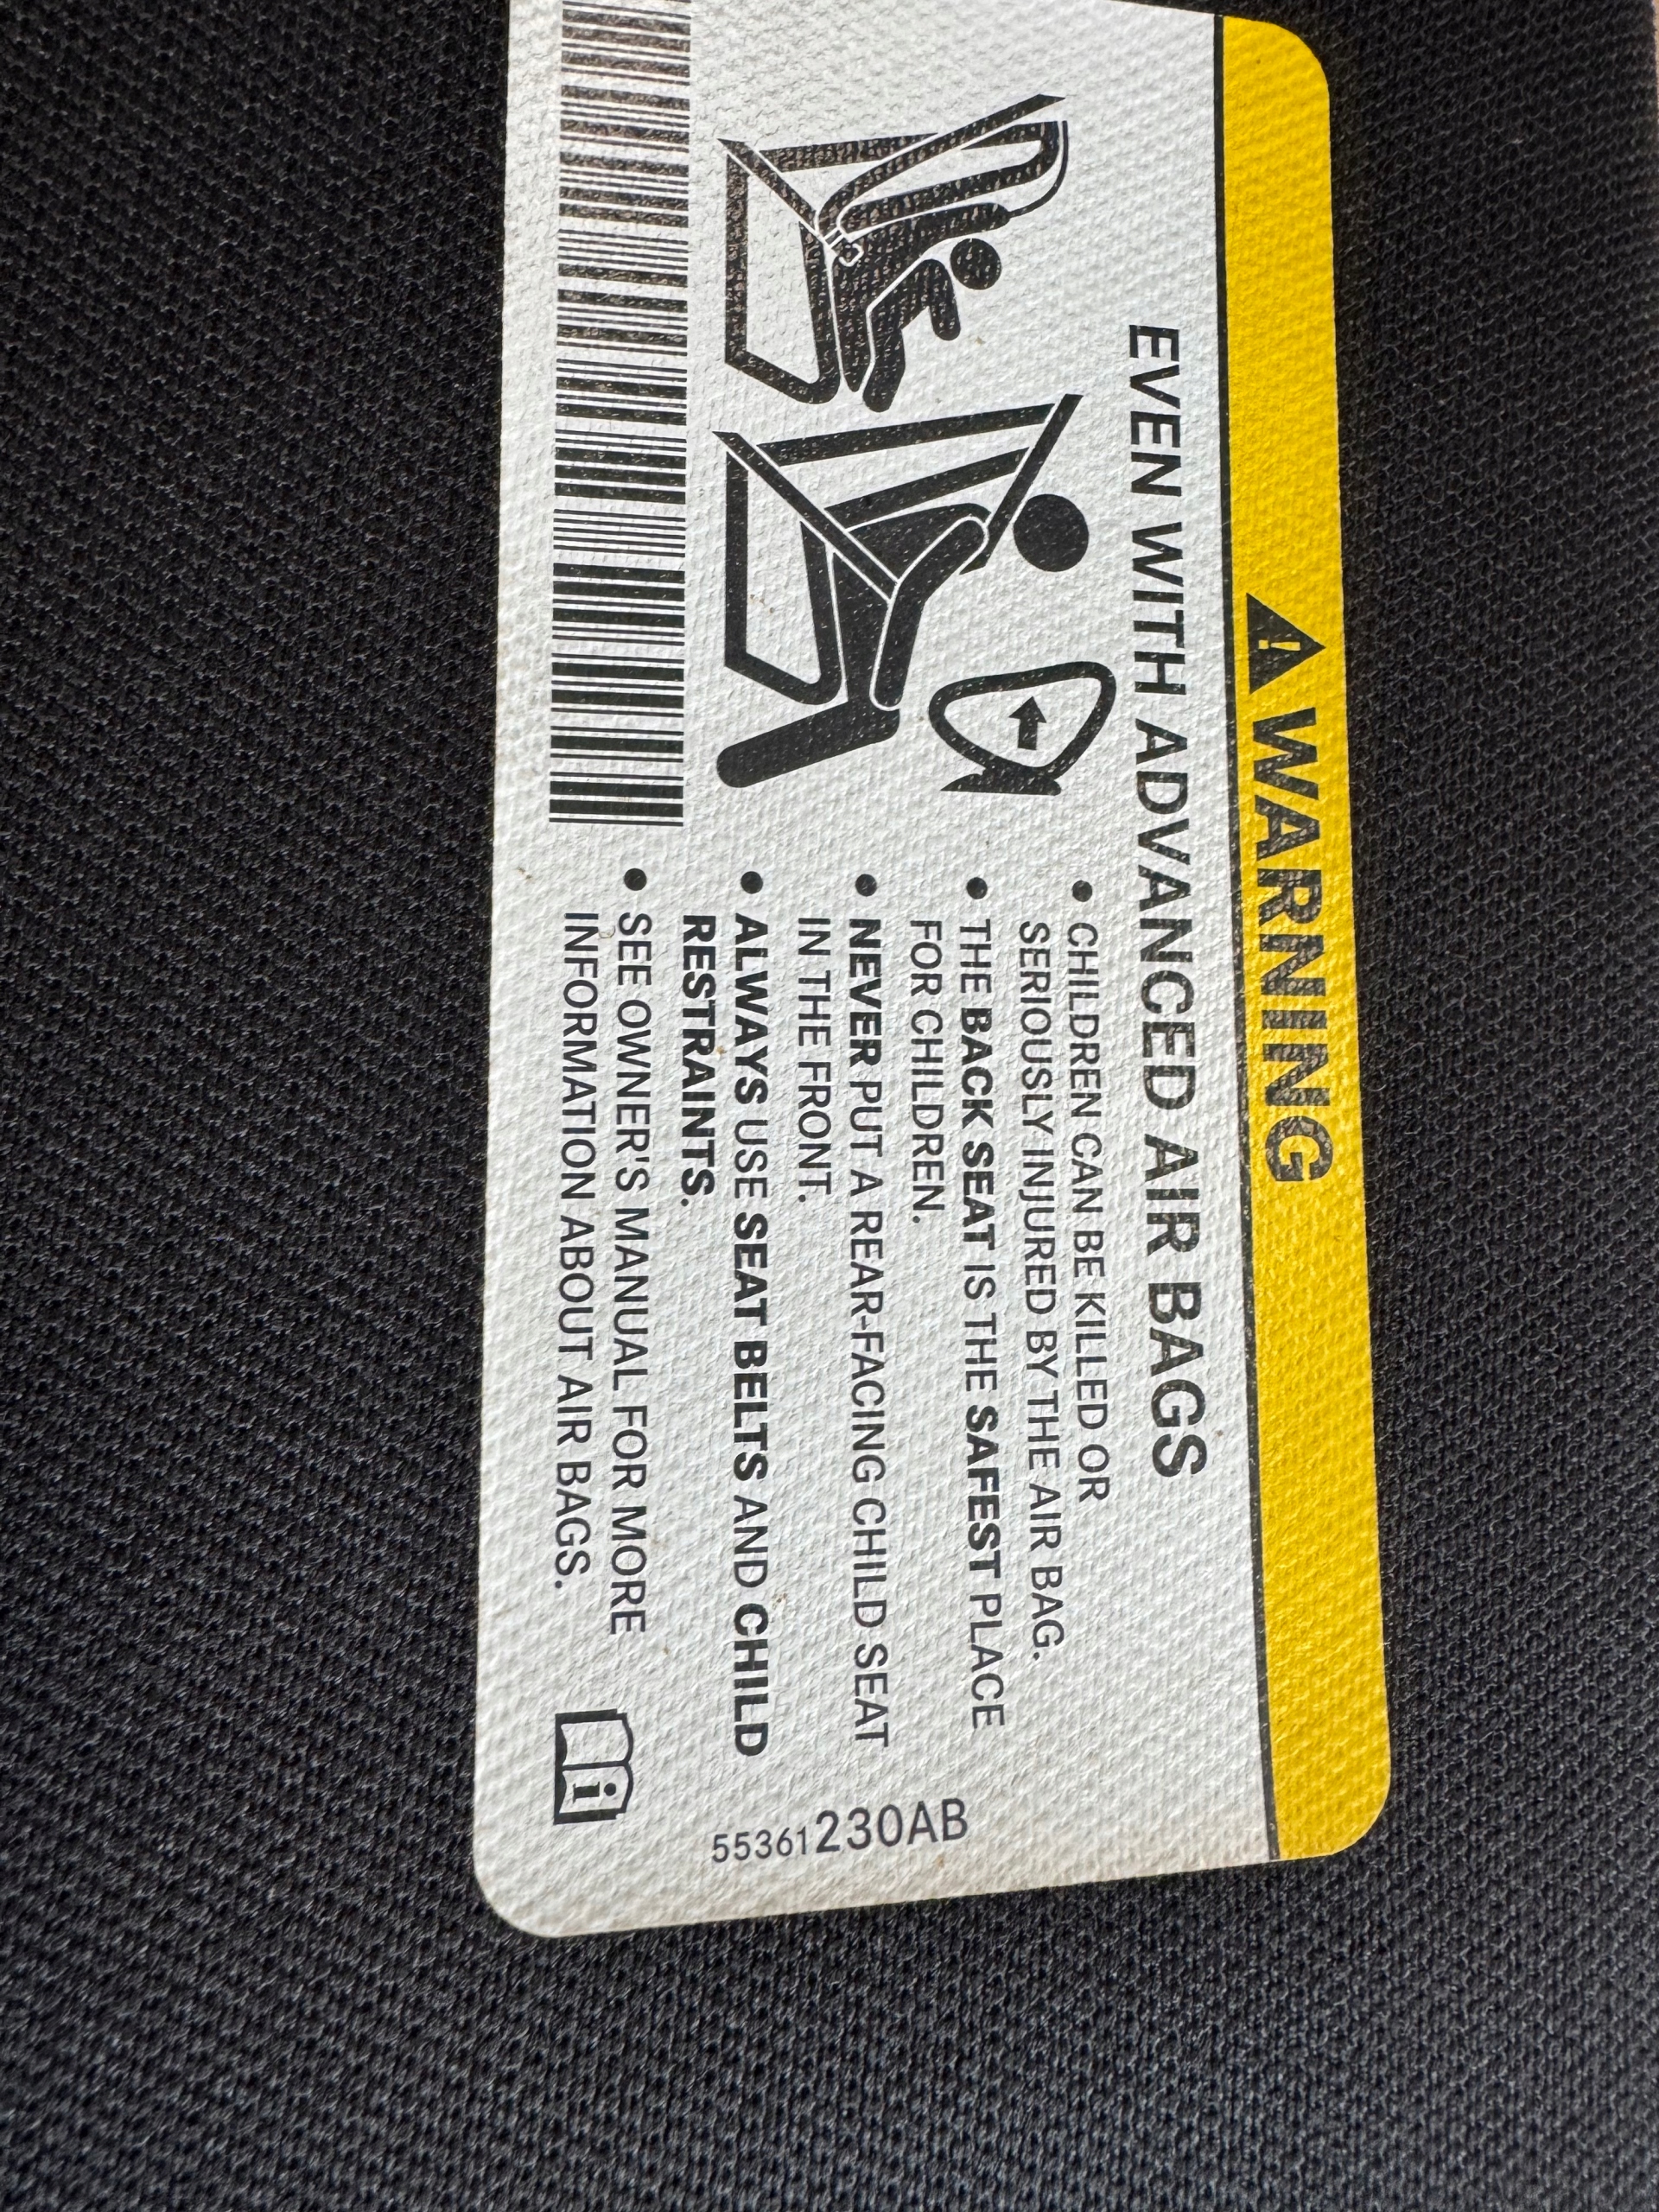 WARNING
EVEN WITH ADVANCED AIR BAGS
• CHILDREN CAN BE KILLED OR
SERIOUSLY INJURED BY THE AIR BAG.
• THE BACK SEAT IS THE SAFEST PLACE
FOR CHILDREN.
• NEVER PUT A REAR-FACING CHILD SEAT
IN THE FRONT.
• ALWAYS USE SEAT BELTS AND CHILD
RESTRAINTS.
• SEE OWNER'S MANUAL FOR MORE
INFORMATION ABOUT AIR BAGS.
i
55361230AB